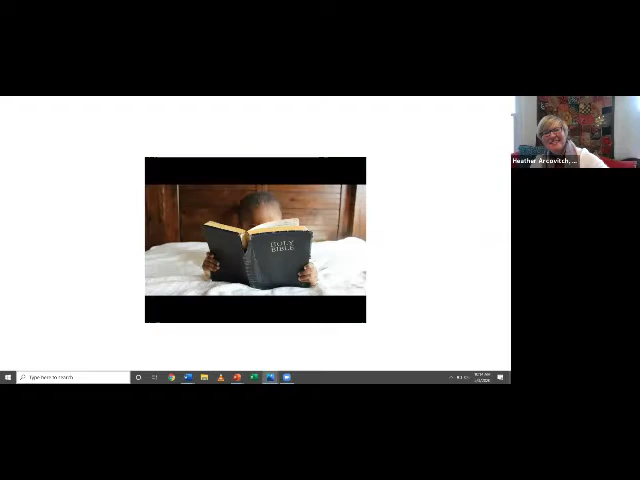 HOLY
BIBLE
Heather Arcovitch, ...
Type here to search